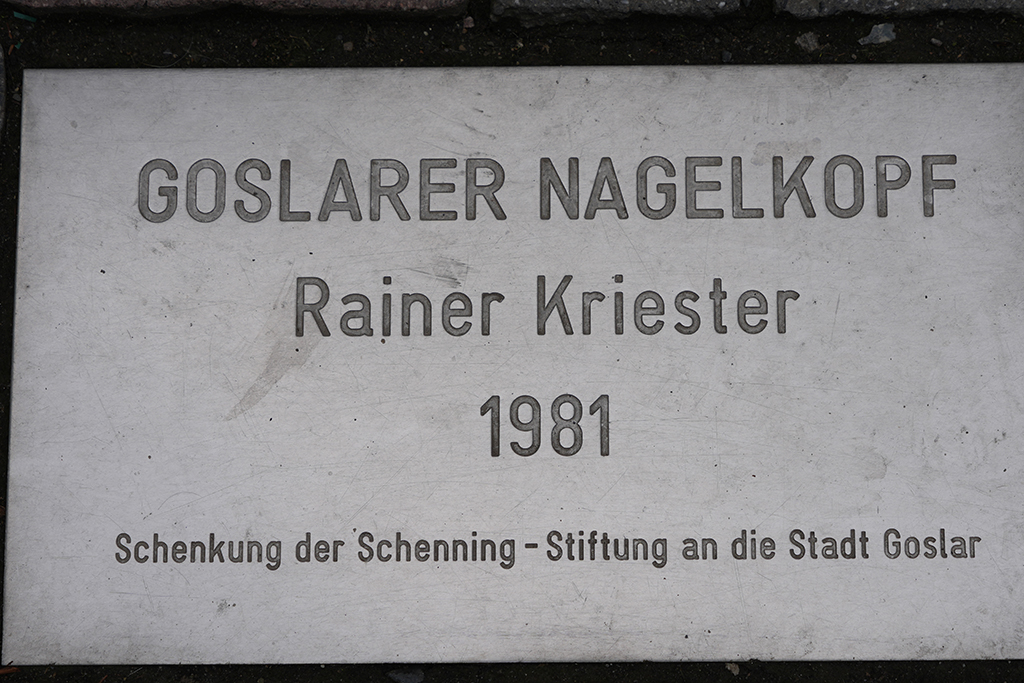 GOSLARER NAGELKOPF
Rainer Kriester
1981
Schenkung der Schenning - Stiftung an die Stadt Goslar